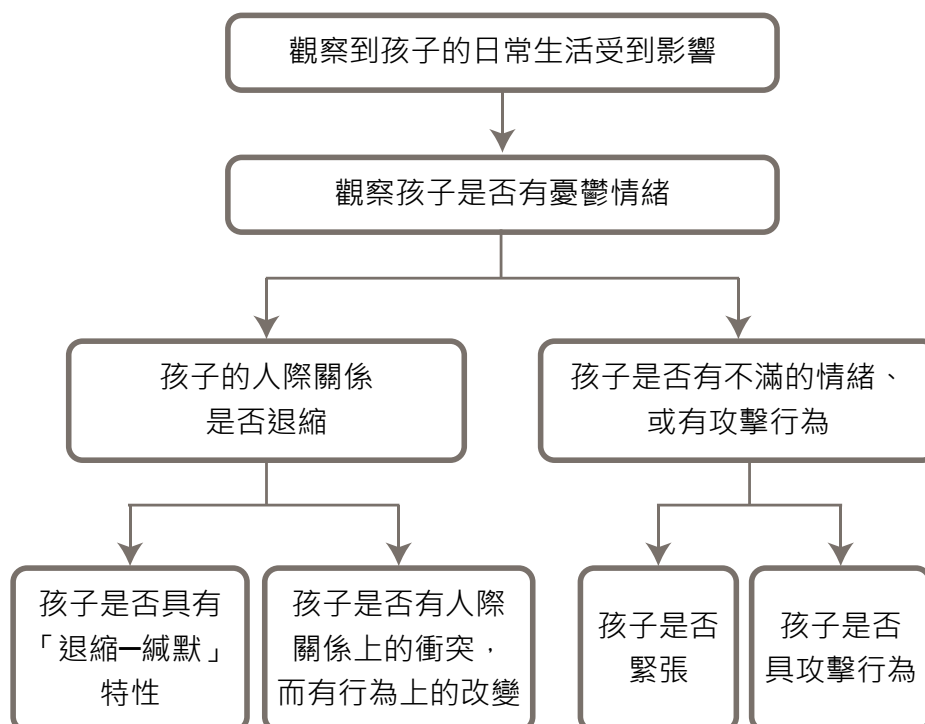 觀察到孩子的日常生活受到影響
觀察孩子是否有憂鬱情緒
孩子的人際關係
是否退縮
孩子是否有不滿的情緒、
或有攻擊行為
孩子是否具有
「退縮—緘默」
特性
孩子是否有人際
關係上的衝突，
而有行為上的改變
孩子是否
緊張
孩子是否
具攻擊行為